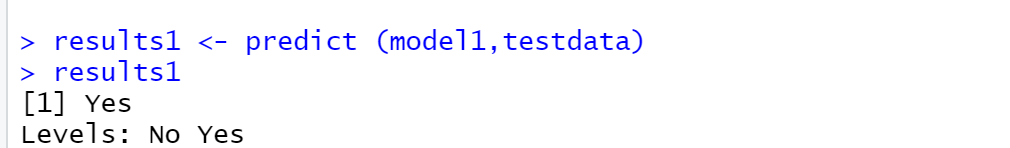 > results1 <- predict (model1,testdata)
> results1
[1] Yes
Levels: No Yes